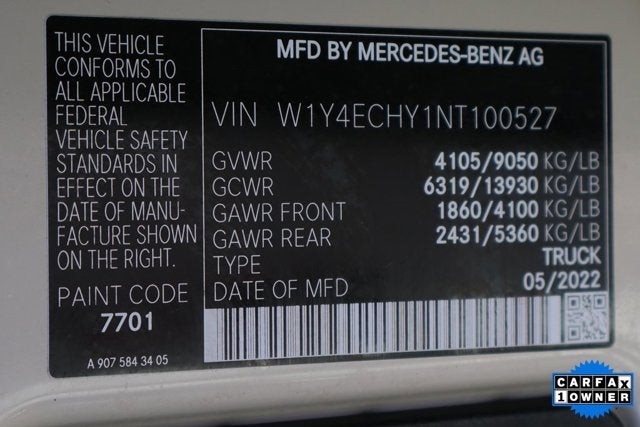 THIS VEHICLE
CONFORMS TO
ALL APPLICABLE
FEDERAL
VEHICLE SAFETY
STANDARDS IN
EFFECT ON THE
DATE OF MANU-
FACTURE SHOWN
ON THE RIGHT.
PAINT CODE
7701
A 907 584 34 05
MFD BY MERCEDES-BENZ AG
VIN W1Y4ECHY1NT100527
GVWR 4105/9050 KG/LB
GCWR 6319/13930 KG/LB
GAWR FRONT 1860/4100 KG/LB
GAWR REAR 2431/5360 KG/LB
TYPE TRUCK
DATE OF MFD 05/2022
CARFAX
1 OWNER